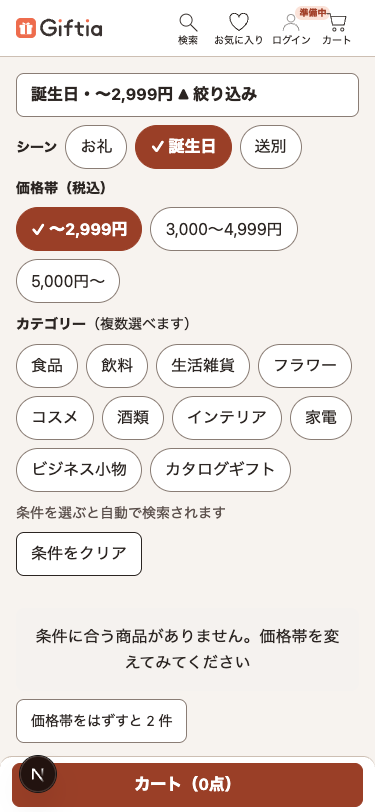 Giftia
検索
お気に入り
準備中
ログイン
カート
誕生日・〜2,999円 ▲ 絞り込み
シーン
お礼
✓ 誕生日
送別
価格帯（税込）
✓ 〜2,999円
3,000〜4,999円
5,000円〜
カテゴリー（複数選べます）
食品
飲料
生活雑貨
フラワー
コスメ
酒類
インテリア
家電
ビジネス小物
カタログギフト
条件を選ぶと自動で検索されます
条件をクリア
条件に合う商品がありません。価格帯を変
えてみてください
価格帯をはずすと 2 件
N
カート（0点）